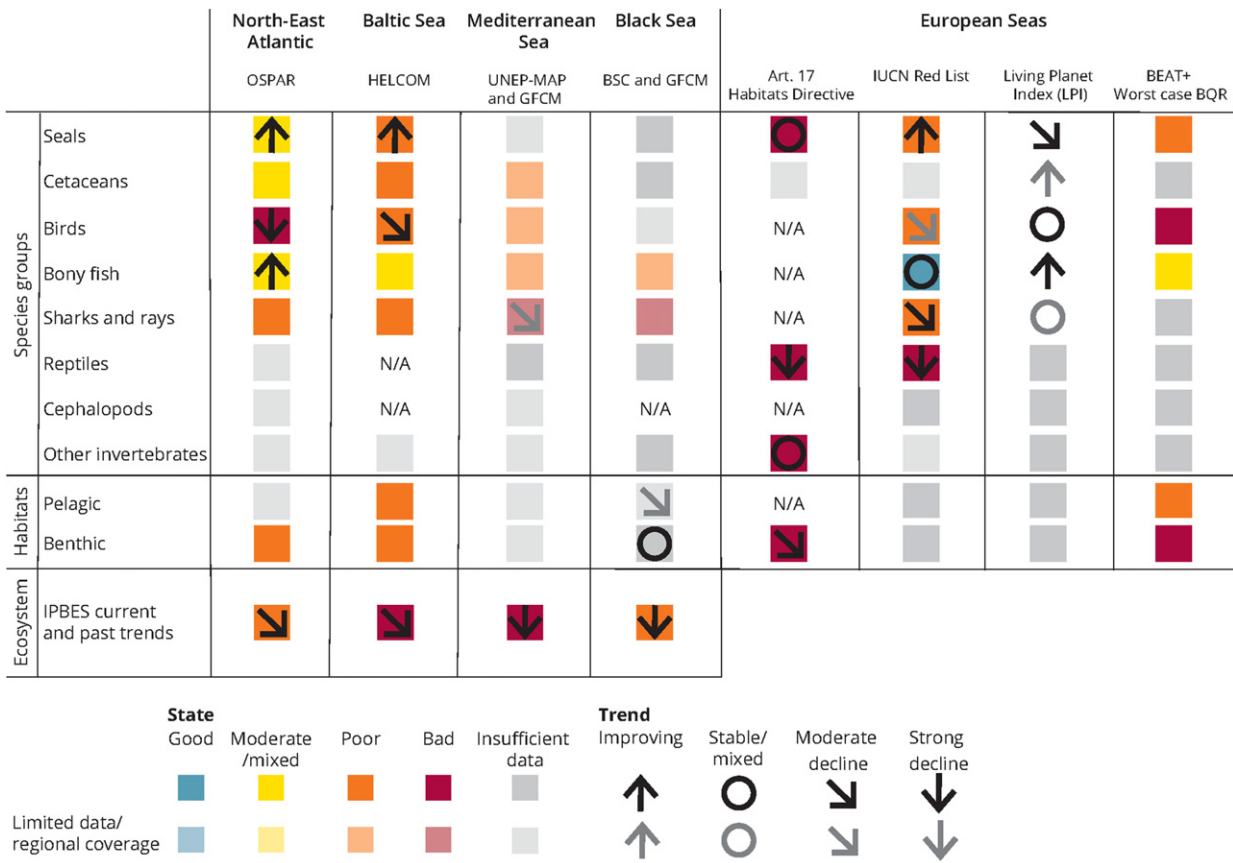 North-East
Atlantic
Baltic Sea
Mediterranean
Sea
Black Sea
European Seas
OSPAR
HELCOM
UNEP-MAP
and GFCM
BSC and GFCM
Art. 17
Habitats Directive
IUCN Red List
Living Planet
Index (LPI)
BEAT+
Worst case BQR
Species groups
Seals
Cetaceans
Birds
N/A
Bony fish
N/A
Sharks and rays
N/A
Reptiles
N/A
Cephalopods
N/A
N/A
N/A
Other invertebrates
Habitats
Pelagic
N/A
Benthic
Ecosystem
IPBES current
and past trends
State
Good
Moderate
/mixed
Poor
Bad
Insufficient
data
Limited data/
regional coverage
Trend
Improving
Stable/
mixed
Moderate
decline
Strong
decline